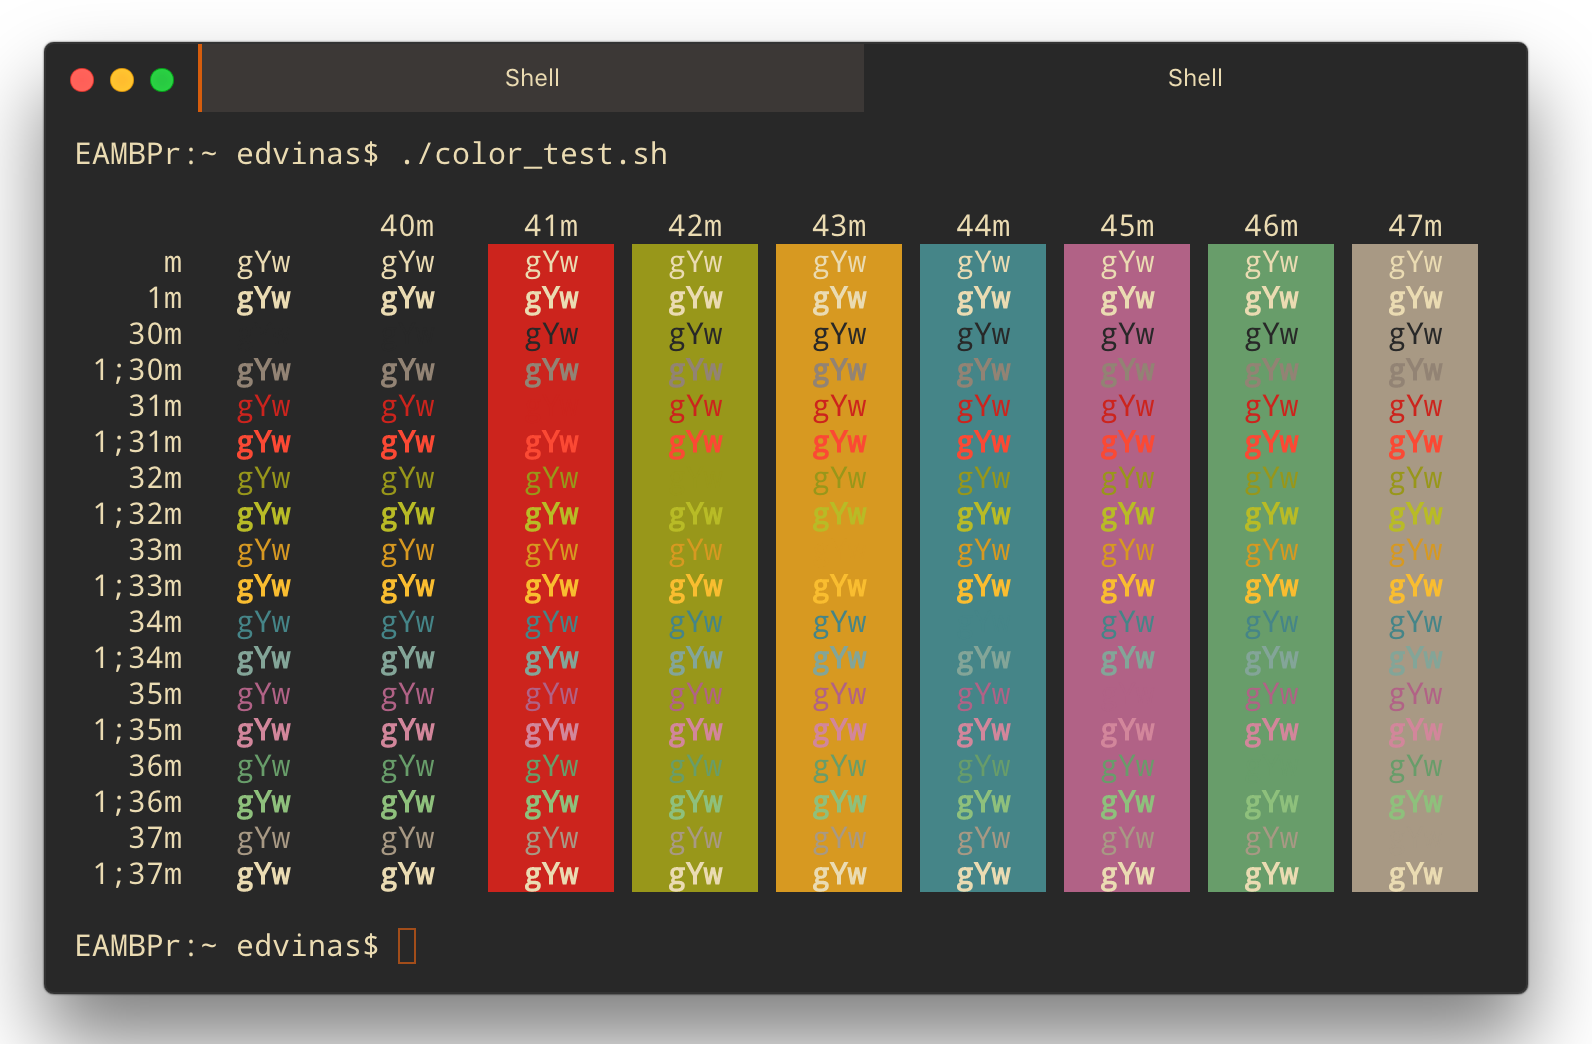 Shell Shell
EAMBPr:~ edvinas$ ./color_test.sh
40m 41m 42m 43m 44m 45m 46m 47m
m gYw gYw gYw gYw gYw gYw gYw gYw gYw
1m gYw gYw gYw gYw gYw gYw gYw gYw gYw
30m gYw gYw gYw gYw gYw gYw gYw
1;30m gYw gYw gYw gYw gYw gYw gYw gYw gYw
31m gYw gYw gYw gYw gYw gYw gYw gYw
1;31m gYw gYw gYw gYw gYw gYw gYw gYw gYw
32m gYw gYw gYw gYw gYw gYw gYw gYw
1;32m gYw gYw gYw gYw gYw gYw gYw gYw gYw
33m gYw gYw gYw gYw gYw gYw gYw gYw
1;33m gYw gYw gYw gYw gYw gYw gYw gYw gYw
34m gYw gYw gYw gYw gYw gYw gYw gYw
1;34m gYw gYw gYw gYw gYw gYw gYw gYw gYw
35m gYw gYw gYw gYw gYw gYw gYw gYw
1;35m gYw gYw gYw gYw gYw gYw gYw gYw gYw
36m gYw gYw gYw gYw gYw gYw gYw gYw
1;36m gYw gYw gYw gYw gYw gYw gYw gYw gYw
37m gYw gYw gYw gYw gYw gYw gYw gYw
1;37m gYw gYw gYw gYw gYw gYw gYw gYw gYw
EAMBPr:~ edvinas$